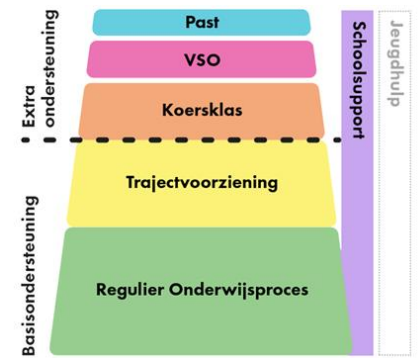 Past
VSO
Koersklas
Trajectvoorziening
Regulier Onderwijsproces
Extra
ondersteuning
Basisondersteuning
Schoolsupport
Jeugdhulp